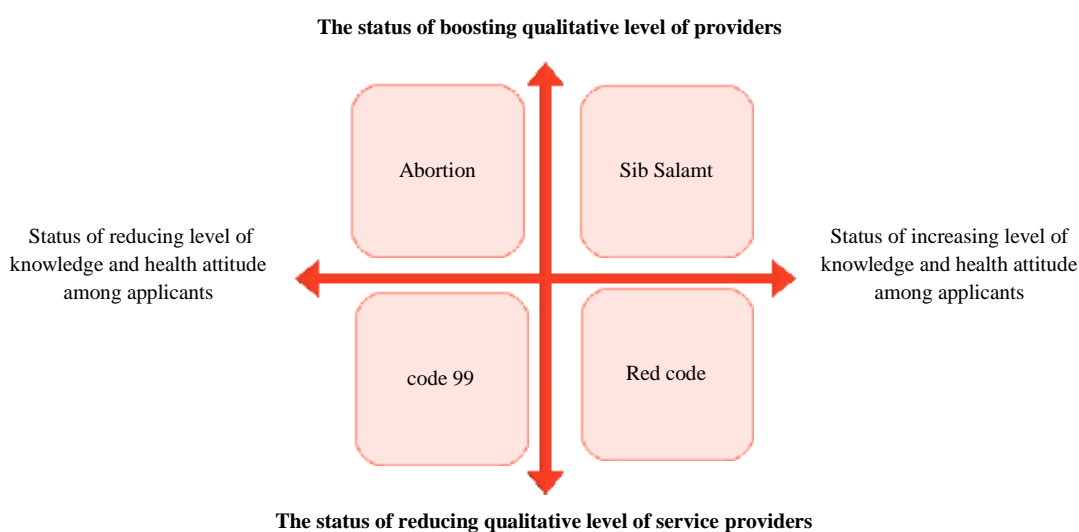 The status of boosting qualitative level of providers
Abortion
Sib Salamt
Status of reducing level of
knowledge and health attitude
among applicants
Status of increasing level of
knowledge and health attitude
among applicants
code 99
Red code
The status of reducing qualitative level of service providers